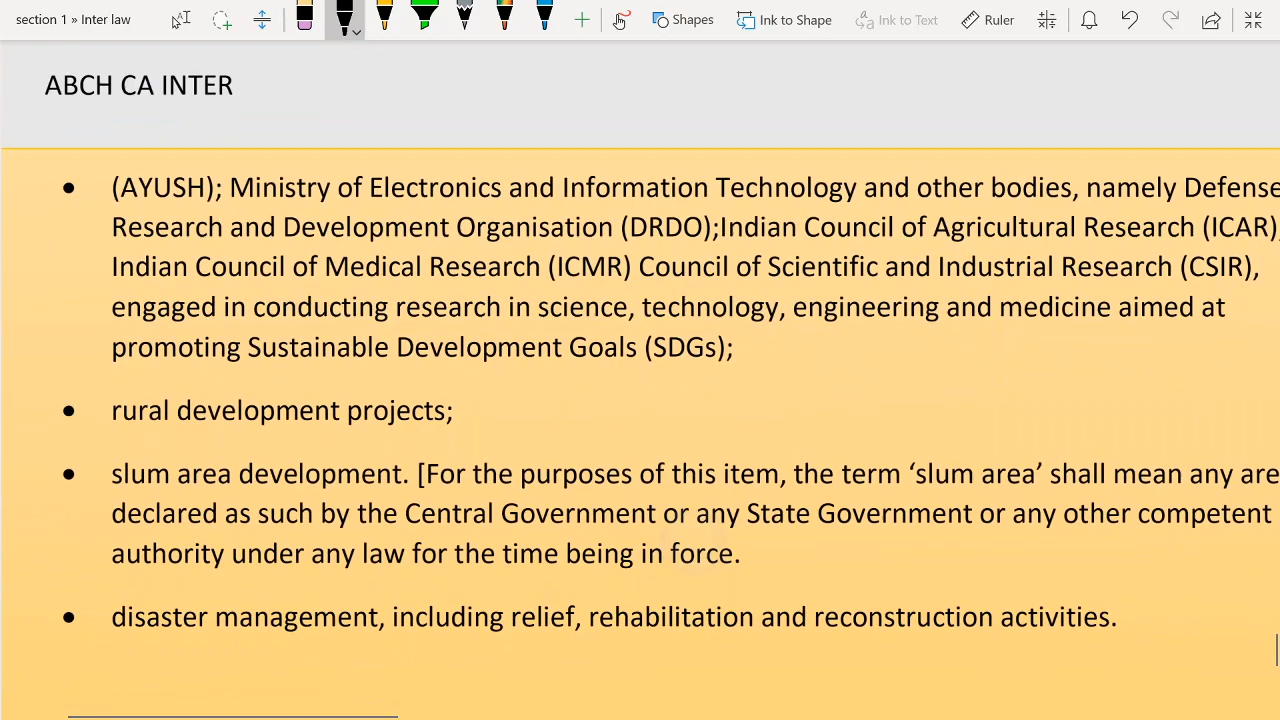 section 1 » Inter law
Shapes
Ink to Shape
Ink to Text
Ruler
ABCH CA INTER
• (AYUSH); Ministry of Electronics and Information Technology and other bodies, namely Defense
Research and Development Organisation (DRDO);Indian Council of Agricultural Research (ICAR);
Indian Council of Medical Research (ICMR) Council of Scientific and Industrial Research (CSIR),
engaged in conducting research in science, technology, engineering and medicine aimed at
promoting Sustainable Development Goals (SDGs);
• rural development projects;
• slum area development. [For the purposes of this item, the term ‘slum area’ shall mean any are
declared as such by the Central Government or any State Government or any other competent
authority under any law for the time being in force.
• disaster management, including relief, rehabilitation and reconstruction activities.